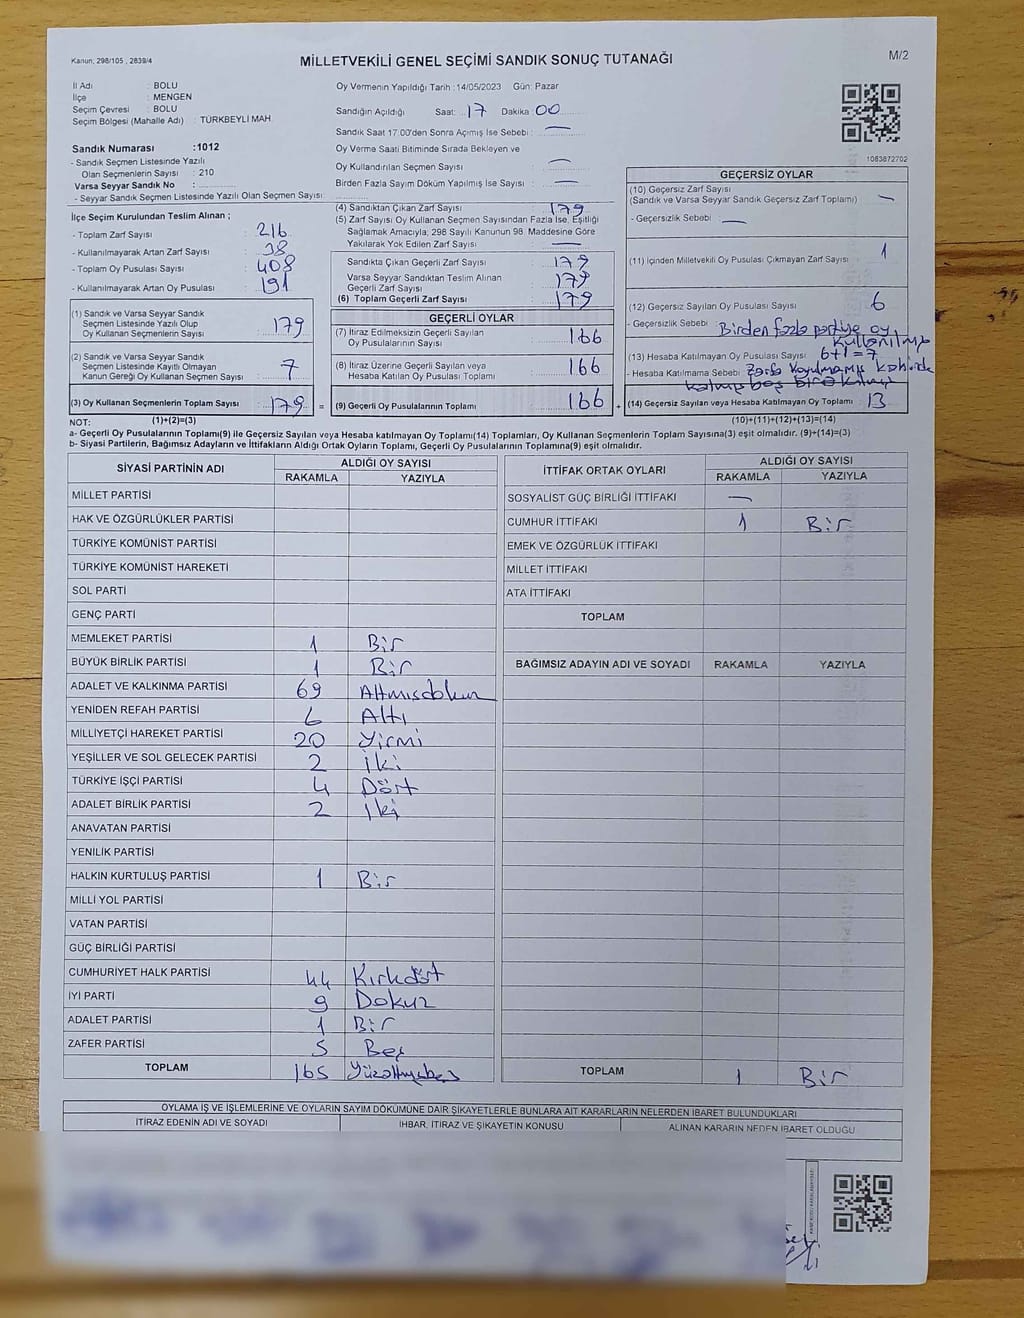 Kanun, 298/105 , 2839/4
MİLLETVEKİLİ GENEL SEÇİMİ SANDIK SONUÇ TUTANAĞI
M/2
İl Adı : BOLU
İlçe : MENGEN
Seçim Çevresi : BOLU
Seçim Bölgesi (Mahalle Adı) : TÜRKBEYLİ MAH.
Sandık Numarası :1012
- Sandık Seçmen Listesinde Yazılı
Olan Seçmenlerin Sayısı : 210
Varsa Seyyar Sandık No :
- Seyyar Sandık Seçmen Listesinde Yazılı Olan Seçmen Sayısı :
Oy Vermenin Yapıldığı Tarih :14/05/2023 Gün: Pazar
Sandığın Açıldığı Saat: 17 Dakika : 00
Sandık Saat 17:00'den Sonra Açımış İse Sebebi : —
Oy Verme Saati Bitiminde Sırada Bekleyen ve
Oy Kullandırılan Seçmen Sayısı : —
Birden Fazla Sayım Döküm Yapılmış İse Sayısı : —
1063872702
İlçe Seçim Kurulundan Teslim Alınan ;
- Toplam Zarf Sayısı : 216
- Kullanılmayarak Artan Zarf Sayısı : 38
- Toplam Oy Pusulası Sayısı : 408
- Kullanılmayarak Artan Oy Pusulası : 191
(1) Sandık ve Varsa Seyyar Sandık
Seçmen Listesinde Yazılı Olup
Oy Kullanan Seçmenlerin Sayısı : 179
(2) Sandık ve Varsa Seyyar Sandık
Seçmen Listesinde Kayıtlı Olmayan
Kanun Gereği Oy Kullanan Seçmen Sayısı : 7
(3) Oy Kullanan Seçmenlerin Toplam Sayısı : 179 =
(1)+(2)=(3)
(4) Sandıktan Çıkan Zarf Sayısı : 179
(5) Zarf Sayısı Oy Kullanan Seçmen Sayısından Fazla İse, Eşitliği
Sağlamak Amacıyla; 298 Sayılı Kanunun 98. Maddesine Göre
Yakılarak Yok Edilen Zarf Sayısı : —
Sandıkta Çıkan Geçerli Zarf Sayısı : 179
Varsa Seyyar Sandıktan Teslim Alınan
Geçerli Zarf Sayısı : 179
(6) Toplam Geçerli Zarf Sayısı : 179
GEÇERLİ OYLAR
(7) İtiraz Edilmeksizin Geçerli Sayılan
Oy Pusulalarının Sayısı : 166
(8) İtiraz Üzerine Geçerli Sayılan veya
Hesaba Katılan Oy Pusulası Toplamı : 166
(9) Geçerli Oy Pusulalarının Toplamı : 166 +
GEÇERSİZ OYLAR
(10) Geçersiz Zarf Sayısı
(Sandık ve Varsa Seyyar Sandık Geçersiz Zarf Toplamı) : —
- Geçersizlik Sebebi : —
(11) İçinden Milletvekili Oy Pusulası Çıkmayan Zarf Sayısı : 1
(12) Geçersiz Sayılan Oy Pusulası Sayısı : 6
- Geçersizlik Sebebi : Birden fazla partiye oy
kullanılmış
(13) Hesaba Katılmayan Oy Pusulası Sayısı : 6+1=7
- Hesaba Katılmama Sebebi : Zarfa koyulmamış kabinde
kalmış boş bırakılmış
(14) Geçersiz Sayılan veya Hesaba Katılmayan Oy Toplamı : 13
(10)+(11)+(12)+(13)=(14)
NOT:
a- Geçerli Oy Pusulalarının Toplamı(9) ile Geçersiz Sayılan veya Hesaba katılmayan Oy Toplamı(14) Toplamları, Oy Kullanan Seçmenlerin Toplam Sayısına(3) eşit olmalıdır. (9)+(14)=(3)
b- Siyasi Partilerin, Bağımsız Adayların ve İttifakların Aldığı Ortak Oyların Toplamı, Geçerli Oy Pusulalarının Toplamına(9) eşit olmalıdır.
SİYASİ PARTİNİN ADI ALDIĞI OY SAYISI
RAKAMLA YAZIYLA
MİLLET PARTİSİ
HAK VE ÖZGÜRLÜKLER PARTİSİ
TÜRKİYE KOMÜNİST PARTİSİ
TÜRKİYE KOMÜNİST HAREKETİ
SOL PARTİ
GENÇ PARTİ
MEMLEKET PARTİSİ 1 Bir
BÜYÜK BİRLİK PARTİSİ 1 Bir
ADALET VE KALKINMA PARTİSİ 69 Altmışdokuz
YENİDEN REFAH PARTİSİ 6 Altı
MİLLİYETÇİ HAREKET PARTİSİ 20 Yirmi
YEŞİLLER VE SOL GELECEK PARTİSİ 2 İki
TÜRKİYE İŞÇİ PARTİSİ 4 Dört
ADALET BİRLİK PARTİSİ 2 İki
ANAVATAN PARTİSİ
YENİLİK PARTİSİ
HALKIN KURTULUŞ PARTİSİ 1 Bir
MİLLİ YOL PARTİSİ
VATAN PARTİSİ
GÜÇ BİRLİĞİ PARTİSİ
CUMHURİYET HALK PARTİSİ 44 Kırkdört
İYİ PARTİ 9 Dokuz
ADALET PARTİSİ 1 Bir
ZAFER PARTİSİ 5 Beş
TOPLAM 165 Yüzaltmışbeş
İTTİFAK ORTAK OYLARI ALDIĞI OY SAYISI
RAKAMLA YAZIYLA
SOSYALİST GÜÇ BİRLİĞİ İTTİFAKI —
CUMHUR İTTİFAKI 1 Bir
EMEK VE ÖZGÜRLÜK İTTİFAKI
MİLLET İTTİFAKI
ATA İTTİFAKI
TOPLAM
BAĞIMSIZ ADAYIN ADI VE SOYADI RAKAMLA YAZIYLA
TOPLAM 1 Bir
OYLAMA İŞ VE İŞLEMLERİNE VE OYLARIN SAYIM DÖKÜMÜNE DAİR ŞİKAYETLERLE BUNLARA AİT KARARLARIN NELERDEN İBARET BULUNDUKLARI
İTİRAZ EDENİN ADI VE SOYADI İHBAR, İTİRAZ VE ŞİKAYETİN KONUSU ALINAN KARARIN NEDEN İBARET OLDUĞU